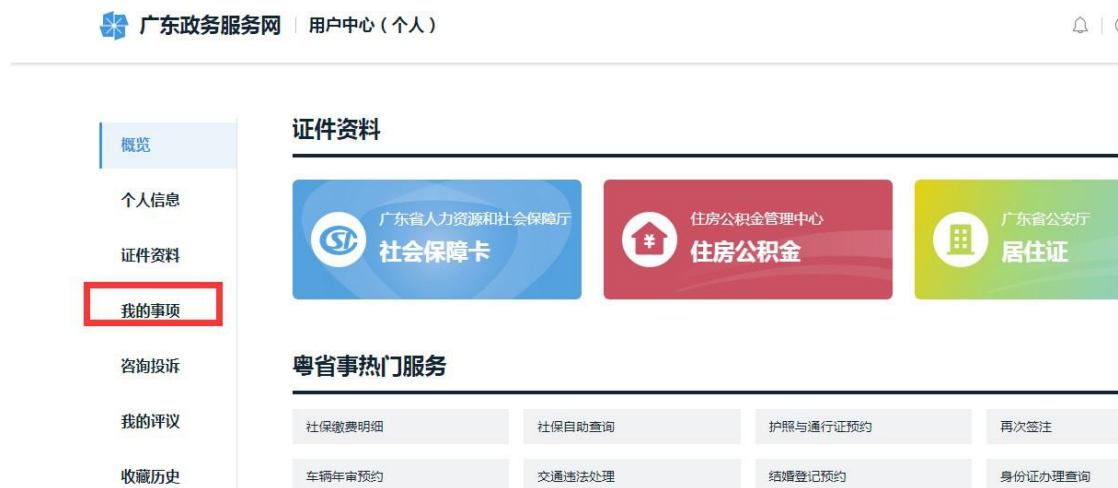 广东政务服务网 用户中心（个人）
概览
个人信息
证件资料
我的事项
咨询投诉
我的评议
收藏历史
证件资料
广东省人力资源和社会保障厅
社会保障卡
住房公积金管理中心
住房公积金
广东省公安厅
居住证
粤省事热门服务
社保缴费明细 社保自助查询 护照与通行证预约 再次签注
车辆年审预约 交通违法处理 结婚登记预约 身份证办理查询